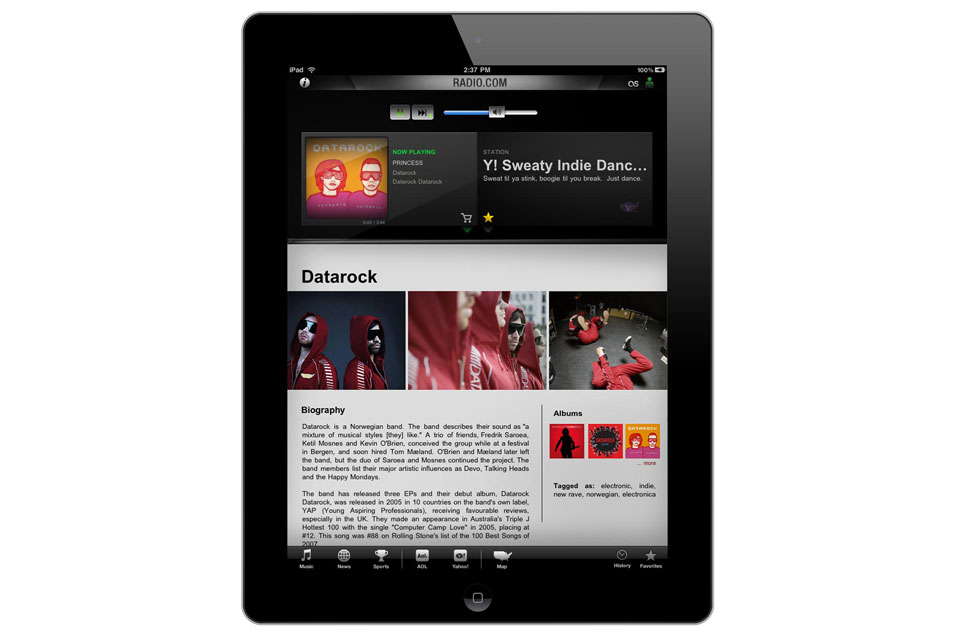 iPad 2:37 PM 100%
RADIO.COM
DATAROCK
NOW PLAYING
PRINCESS
Datarock
Datarock Datarock
STATION
Y! Sweaty Indie Danc...
Sweat til ya stink, boogie til you break. Just dance.
Datarock
Biography
Datarock is a Norwegian band. The band describes their sound as "a
mixture of musical styles [they] like." A trio of friends, Fredrik Saroea,
Ketil Mosnes and Kevin O'Brien, conceived the group while at a festival
in Bergen, and soon hired Tom Mæland. O'Brien and Mæland later left
the band, but the duo of Saroea and Mosnes continued the project. The
band members list their major artistic influences as Devo, Talking Heads
and the Happy Mondays.
The band has released three EPs and their debut album, Datarock
Datarock, was released in 2005 in 10 countries on the band's own label,
YAP (Young Aspiring Professionals), receiving favourable reviews,
especially in the UK. They made an appearance in Australia's Triple J
Hottest 100 with the single "Computer Camp Love" in 2005, placing at
#12. This song was #88 on Rolling Stone's list of the 100 Best Songs of
2007
Albums
DATAROCK
DATAROCK
... more
Tagged as: electronic, indie,
new rave, norwegian, electronica
Music News Sports AOL Yahoo! Map History Favorites